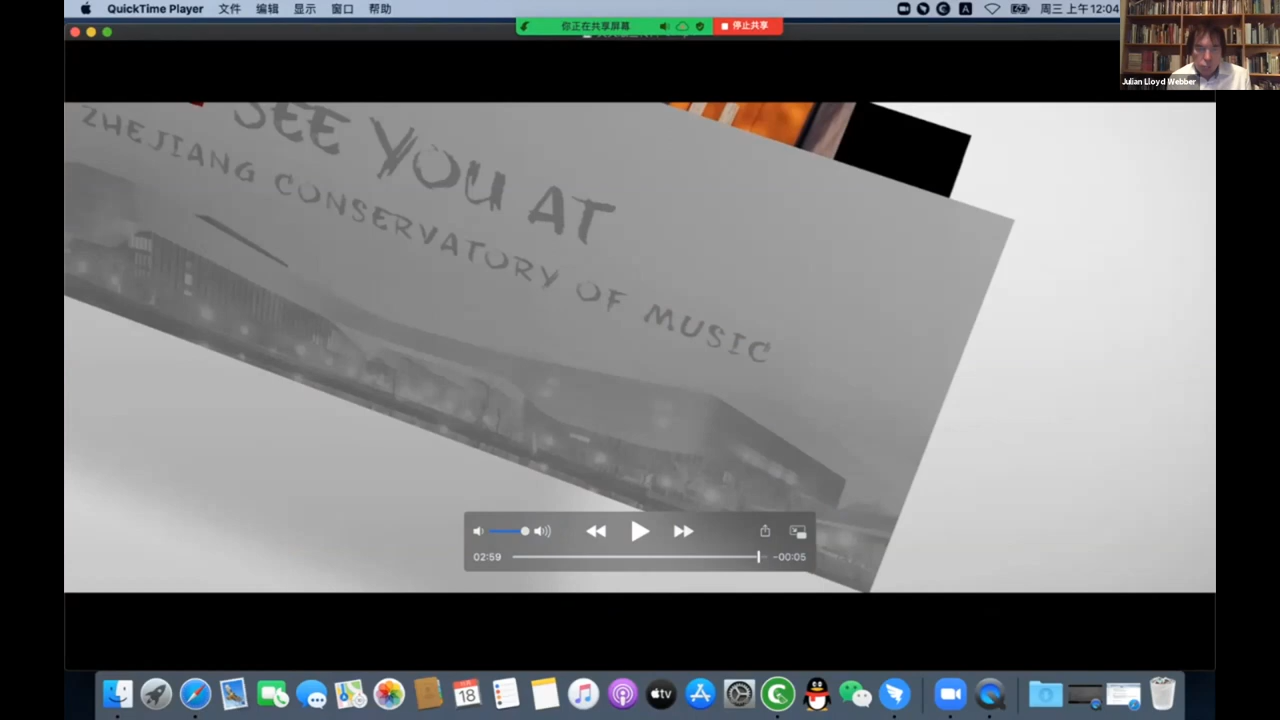 QuickTime Player 文件 编辑 显示 窗口 帮助
周三 上午12:04
你正在共享屏幕 停止共享
Julian Lloyd Webber
SEE YOU AT
ZHEJIANG CONSERVATORY OF MUSIC
02:59
-00:05
18
tv